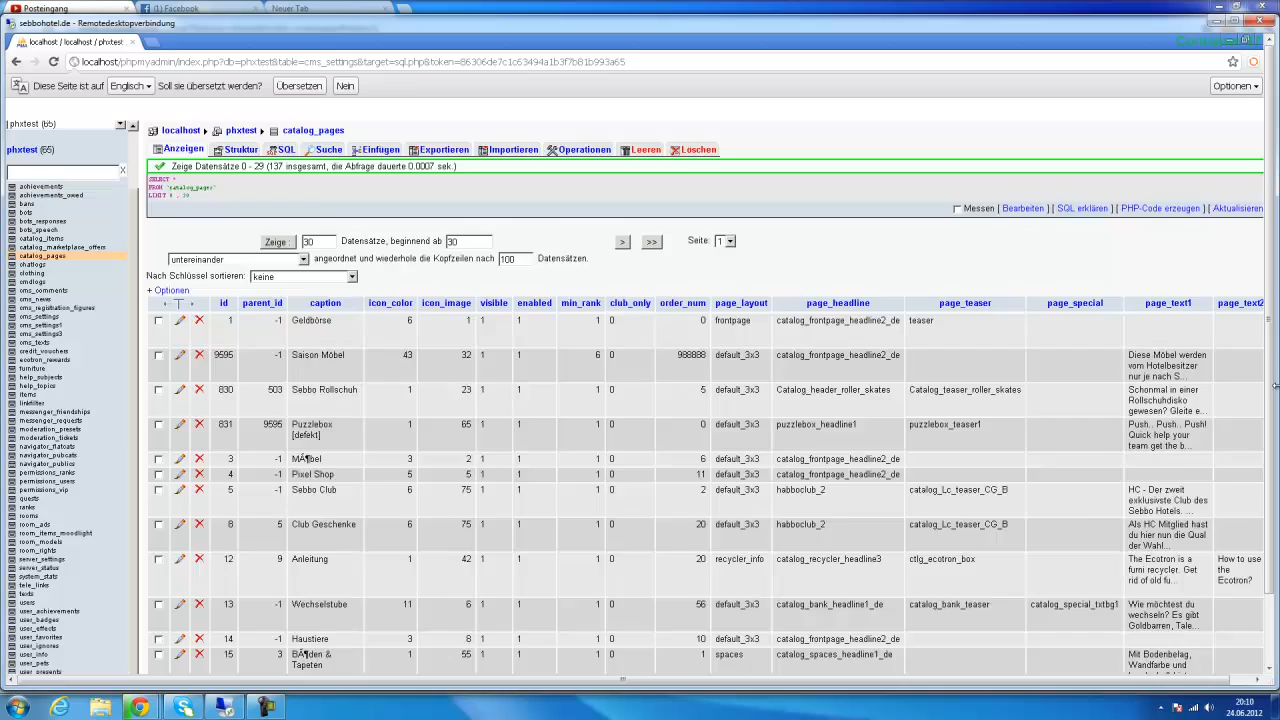 Posteingang (1) Facebook Neuer Tab
sebbohotel.de - Remotedesktopverbindung
localhost / localhost / phxtest
localhost/phpmyadmin/index.php?db=phxtest&table=cms_settings&target=sql.php&token=86306de7c1c63494a1b3f7b81b993a65
Diese Seite ist auf Englisch Soll sie übersetzt werden? Übersetzen Nein Optionen
phxtest (65)
localhost phxtest catalog_pages
phxtest (65)
Anzeigen Struktur SQL Suche Einfügen Exportieren Importieren Operationen Leeren Löschen
Zeige Datensätze 0 - 29 (137 insgesamt, die Abfrage dauerte 0.0007 sek.)
SELECT *
FROM `catalog_pages`
LIMIT 0 , 30
Messen [ Bearbeiten ] [ SQL erklären ] [ PHP-Code erzeugen ] [ Aktualisieren
Zeige : 30 Datensätze, beginnend ab 30 > >> Seite: 1
untereinander angeordnet und wiederhole die Kopfzeilen nach 100 Datensätzen.
Nach Schlüssel sortieren: keine
+ Optionen
achievements
achievements_owed
bans
bots
bots_responses
bots_speech
catalog_items
catalog_marketplace_offers
catalog_pages
chatlogs
clothing
cmdlogs
cms_comments
cms_news
cms_registration_figures
cms_settings
cms_settings1
cms_settings3
cms_texts
credit_vouchers
ecotron_rewards
furniture
help_subjects
help_topics
items
linkfilter
messenger_friendships
messenger_requests
moderation_presets
moderation_tickets
navigator_flatcats
navigator_pubcats
navigator_publics
permissions_ranks
permissions_users
permissions_vip
quests
ranks
rooms
room_ads
room_items_moodlight
room_models
room_rights
server_settings
server_status
system_stats
tele_links
texts
users
user_achievements
user_badges
user_effects
user_favorites
user_ignores
user_info
user_pets
user_presents
id parent_id caption icon_color icon_image visible enabled min_rank club_only order_num page_layout page_headline page_teaser page_special page_text1 page_text2
1 -1 Geldbörse 6 1 1 1 1 0 0 frontpage catalog_frontpage_headline2_de teaser
9595 -1 Saison Möbel 43 32 1 1 6 0 988888 default_3x3 catalog_frontpage_headline2_de Diese Möbel werden
vom Hotelbesitzer
nur je nach S...
830 503 Sebbo Rollschuh 1 23 1 1 1 0 5 default_3x3 Catalog_header_roller_skates Catalog_teaser_roller_skates Schonmal in einer
Rollschuhdisko
gewesen? Gleite e...
831 9595 Puzzlebox 1 65 1 1 1 0 0 default_3x3 puzzlebox_headline1 puzzlebox_teaser1 Push.. Push.. Push!
[defekt] Quick help your
team get the b...
3 -1 MÃ¶bel 3 2 1 1 1 0 6 default_3x3 catalog_frontpage_headline2_de
4 -1 Pixel Shop 5 5 1 1 1 0 11 default_3x3 catalog_frontpage_headline2_de
5 -1 Sebbo Club 6 75 1 1 1 0 2 default_3x3 habboclub_2 catalog_Lc_teaser_CG_B HC - Der zweit
exklusivste Club des
Sebbo Hotels. ...
8 5 Club Geschenke 6 75 1 1 1 0 20 default_3x3 habboclub_2 catalog_Lc_teaser_CG_B Als HC Mitglied hast
du hier nun die Qual
der Wahl...
12 9 Anleitung 1 42 1 1 1 0 20 recycler_info catalog_recycler_headline3 ctlg_ecotron_box The Ecotron is a How to use
furni recycler. Get the
rid of old fu... Ecotron?
13 -1 Wechselstube 11 6 1 1 1 0 56 default_3x3 catalog_bank_headline1_de catalog_bank_teaser catalog_special_txtbg1 Wie möchtest du
wechseln? Es gibt
Goldbarren, Tale...
14 -1 Haustiere 3 8 1 1 1 0 10 default_3x3 catalog_frontpage_headline2_de
15 3 BÃ¶den & 1 55 1 1 1 0 1 spaces catalog_spaces_headline1_de Mit Bodenbelag,
Tapeten Wandfarbe und
20:10
24.06.2012